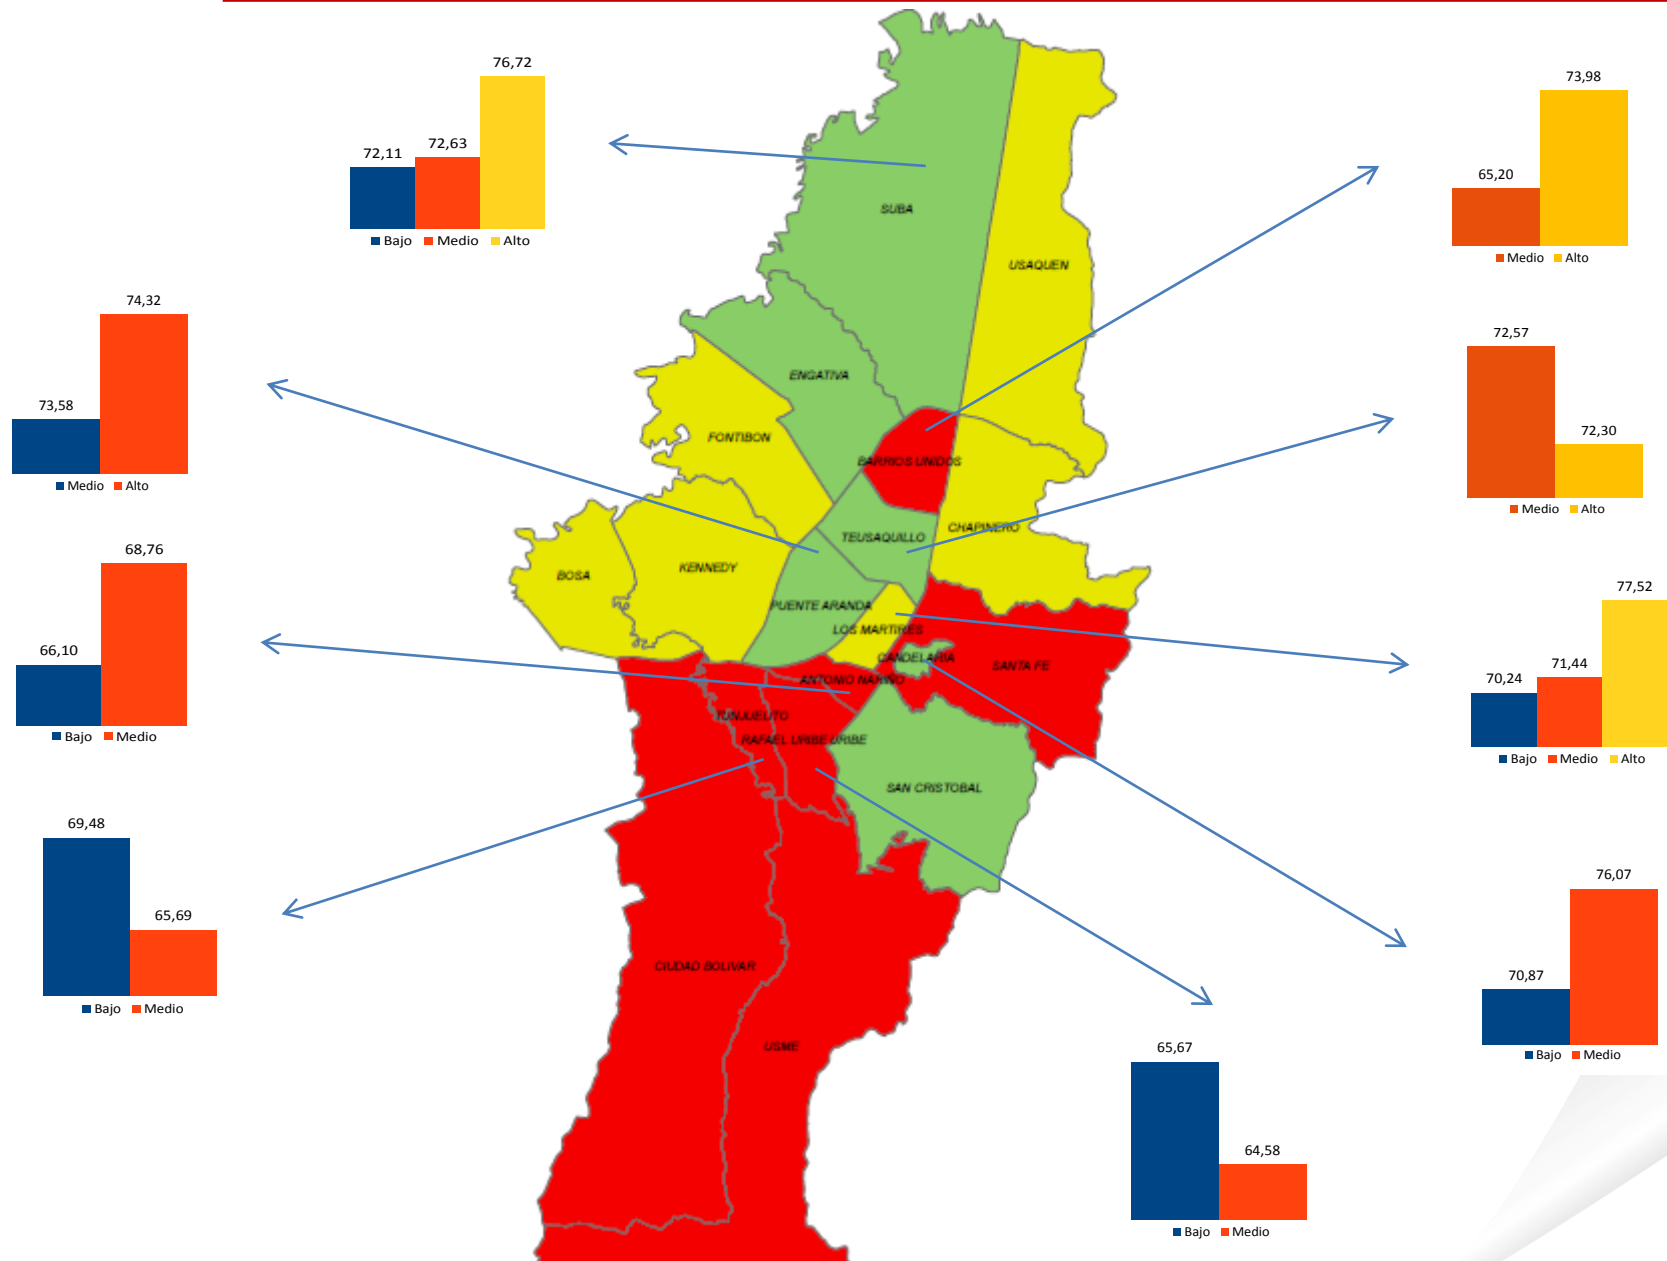 76,72
72,11
72,63
Bajo Medio Alto
73,98
65,20
Medio Alto
SUBA
USAQUEN
74,32
73,58
Medio Alto
72,57
72,30
Medio Alto
ENGATIVA
FONTIBON
BARRIOS UNIDOS
TEUSAQUILLO
CHAPINERO
KENNEDY
BOSA
PUENTE ARANDA
LOS MARTIRES
CANDELARIA
SANTA FE
ANTONIO NARIÑO
TUNJUELITO
RAFAEL URIBE URIBE
SAN CRISTOBAL
CIUDAD BOLIVAR
USME
68,76
66,10
Bajo Medio
77,52
70,24
71,44
Bajo Medio Alto
69,48
65,69
Bajo Medio
76,07
70,87
Bajo Medio
65,67
64,58
Bajo Medio